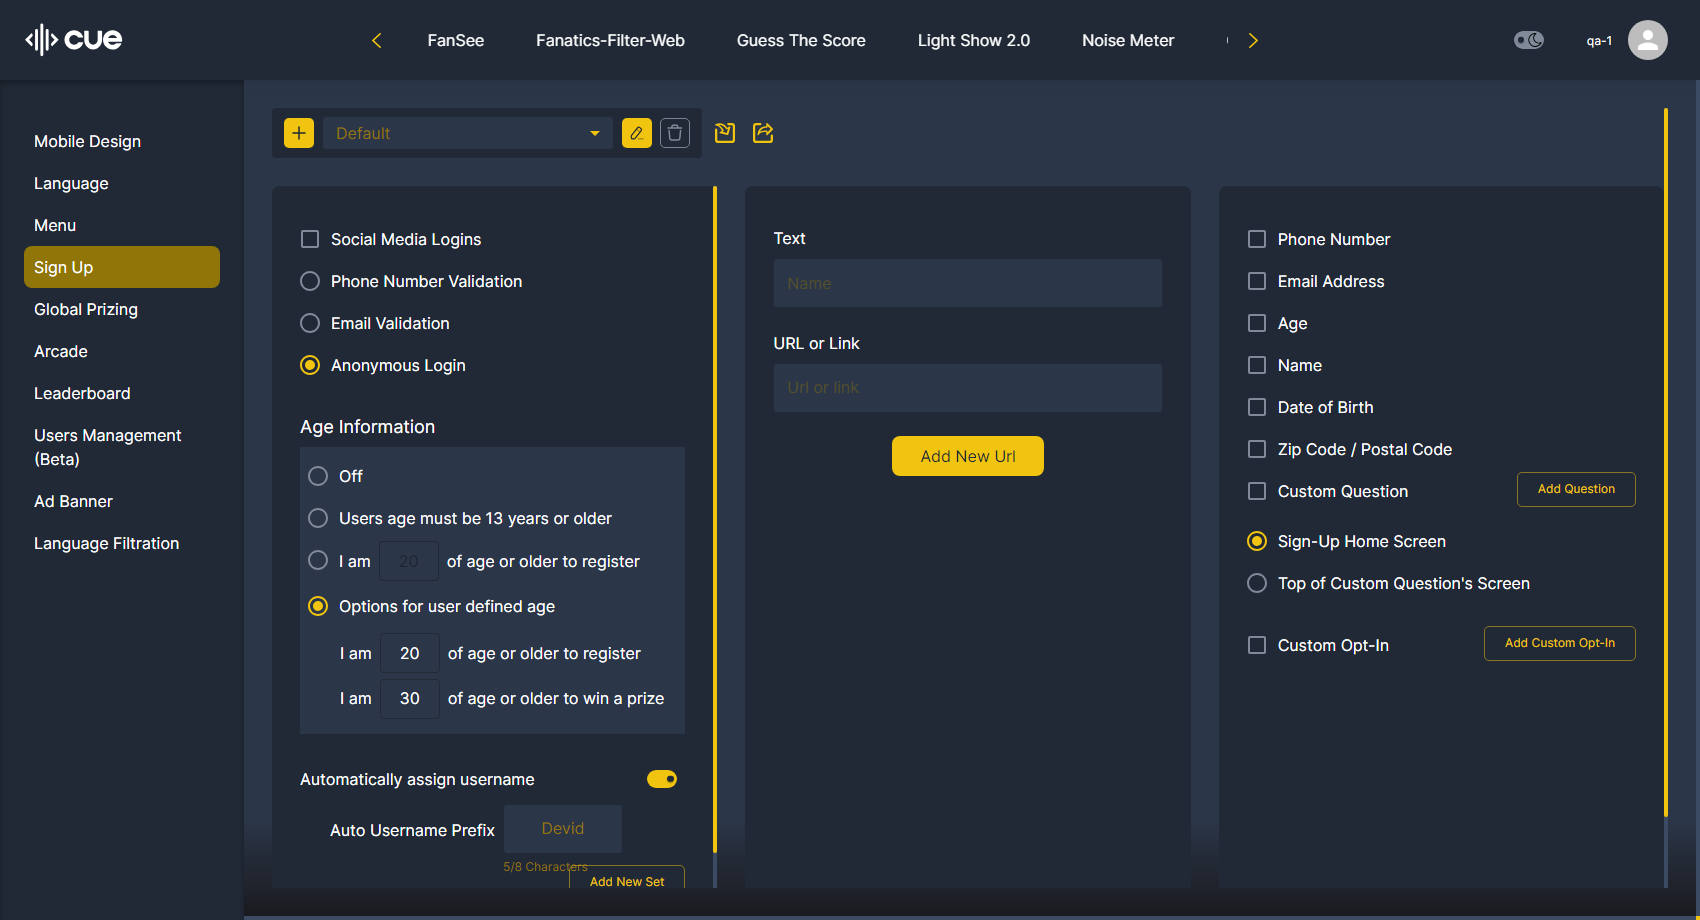 cue
FanSee
Fanatics-Filter-Web
Guess The Score
Light Show 2.0
Noise Meter
qa-1
Mobile Design
Language
Menu
Sign Up
Global Prizing
Arcade
Leaderboard
Users Management
(Beta)
Ad Banner
Language Filtration
Default
Social Media Logins
Phone Number Validation
Email Validation
Anonymous Login
Age Information
Off
Users age must be 13 years or older
I am 20 of age or older to register
Options for user defined age
I am 20 of age or older to register
I am 30 of age or older to win a prize
Automatically assign username
Auto Username Prefix Devid
5/8 Characters
Add New Set
Text
Name
URL or Link
Url or link
Add New Url
Phone Number
Email Address
Age
Name
Date of Birth
Zip Code / Postal Code
Custom Question
Add Question
Sign-Up Home Screen
Top of Custom Question's Screen
Custom Opt-In
Add Custom Opt-In